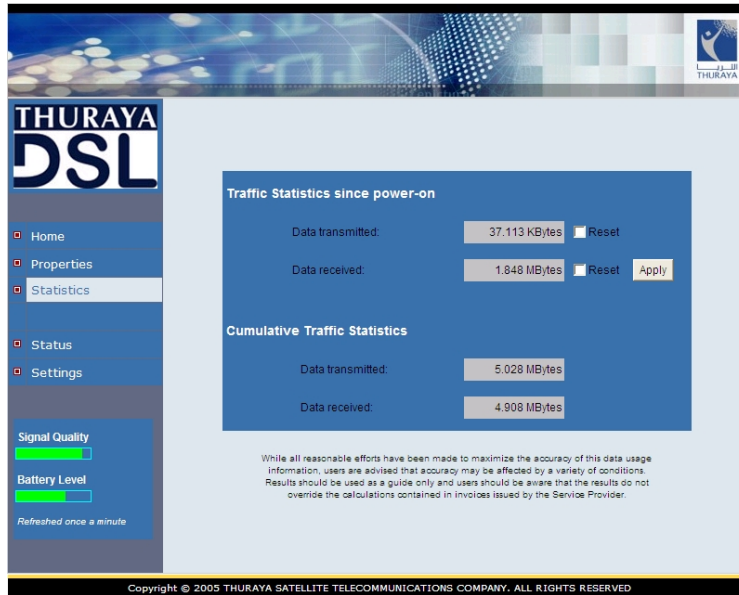 الثريا
THURAYA
THURAYA
DSL
Home
Properties
Statistics
Status
Settings
Signal Quality
Battery Level
Refreshed once a minute
Traffic Statistics since power-on
Data transmitted: 37.113 KBytes Reset
Data received: 1.848 MBytes Reset Apply
Cumulative Traffic Statistics
Data transmitted: 5.028 MBytes
Data received: 4.908 MBytes
While all reasonable efforts have been made to maximize the accuracy of this data usage
information, users are advised that accuracy may be affected by a variety of conditions.
Results should be used as a guide only and users should be aware that the results do not
override the calculations contained in invoices issued by the Service Provider.
Copyright © 2005 THURAYA SATELLITE TELECOMMUNICATIONS COMPANY. ALL RIGHTS RESERVED